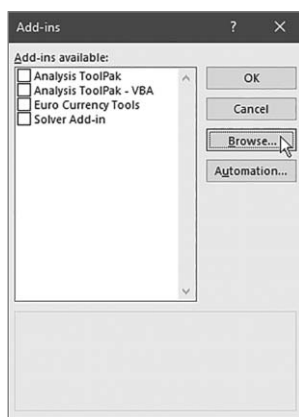 Add-ins ? ×
Add-ins available:
Analysis ToolPak
Analysis ToolPak - VBA
Euro Currency Tools
Solver Add-in
OK
Cancel
Browse...
Automation...